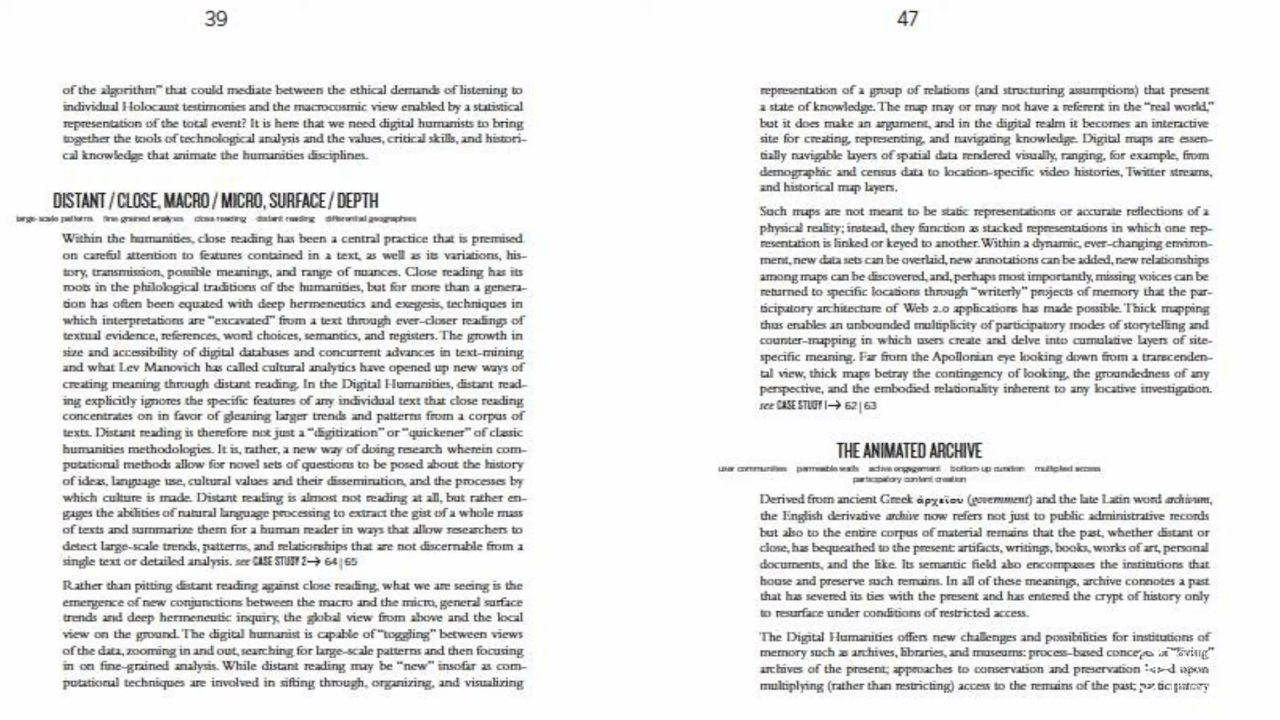 39
of the algorithm” that could mediate between the ethical demands of listening to
individual Holocaust testimonies and the macrocosmic view enabled by a statistical
representation of the total event? It is here that we need digital humanists to bring
together the tools of technological analysis and the values, critical skills, and histori-
cal knowledge that animate the humanities disciplines.
DISTANT / CLOSE, MACRO / MICRO, SURFACE / DEPTH
large-scale patterns fine-grained analysis close reading distant reading differential geographies
Within the humanities, close reading has been a central practice that is premised
on careful attention to features contained in a text, as well as its variations, his-
tory, transmission, possible meanings, and range of nuances. Close reading has its
roots in the philological traditions of the humanities, but for more than a genera-
tion has often been equated with deep hermeneutics and exegesis, techniques in
which interpretations are “excavated” from a text through ever-closer readings of
textual evidence, references, word choices, semantics, and registers. The growth in
size and accessibility of digital databases and concurrent advances in text-mining
and what Lev Manovich has called cultural analytics have opened up new ways of
creating meaning through distant reading. In the Digital Humanities, distant read-
ing explicitly ignores the specific features of any individual text that close reading
concentrates on in favor of gleaning larger trends and patterns from a corpus of
texts. Distant reading is therefore not just a “digitization” or “quickener” of classic
humanities methodologies. It is, rather, a new way of doing research wherein com-
putational methods allow for novel sets of questions to be posed about the history
of ideas, language use, cultural values and their dissemination, and the processes by
which culture is made. Distant reading is almost not reading at all, but rather en-
gages the abilities of natural language processing to extract the gist of a whole mass
of texts and summarize them for a human reader in ways that allow researchers to
detect large-scale trends, patterns, and relationships that are not discernable from a
single text or detailed analysis. see CASE STUDY 2→ 64 | 65
Rather than pitting distant reading against close reading, what we are seeing is the
emergence of new conjunctions between the macro and the micro, general surface
trends and deep hermeneutic inquiry, the global view from above and the local
view on the ground. The digital humanist is capable of “toggling” between views
of the data, zooming in and out, searching for large-scale patterns and then focusing
in on fine-grained analysis. While distant reading may be “new” insofar as com-
putational techniques are involved in sifting through, organizing, and visualizing
47
representation of a group of relations (and structuring assumptions) that present
a state of knowledge. The map may or may not have a referent in the “real world,”
but it does make an argument, and in the digital realm it becomes an interactive
site for creating, representing, and navigating knowledge. Digital maps are essen-
tially navigable layers of spatial data rendered visually, ranging, for example, from
demographic and census data to location-specific video histories, Twitter streams,
and historical map layers.
Such maps are not meant to be static representations or accurate reflections of a
physical reality; instead, they function as stacked representations in which one rep-
resentation is linked or keyed to another. Within a dynamic, ever-changing environ-
ment, new data sets can be overlaid, new annotations can be added, new relationships
among maps can be discovered, and, perhaps most importantly, missing voices can be
returned to specific locations through “writerly” projects of memory that the par-
ticipatory architecture of Web 2.0 applications has made possible. Thick mapping
thus enables an unbounded multiplicity of participatory modes of storytelling and
counter-mapping in which users create and delve into cumulative layers of site-
specific meaning. Far from the Apollonian eye looking down from a transcenden-
tal view, thick maps betray the contingency of looking, the groundedness of any
perspective, and the embodied relationality inherent to any locative investigation.
see CASE STUDY 1→ 62 | 63
THE ANIMATED ARCHIVE
user communities permeable walls active engagement bottom-up curation multiplied access
participatory content creation
Derived from ancient Greek ἀρχεῖον (government) and the late Latin word archivum,
the English derivative archive now refers not just to public administrative records
but also to the entire corpus of material remains that the past, whether distant or
close, has bequeathed to the present: artifacts, writings, books, works of art, personal
documents, and the like. Its semantic field also encompasses the institutions that
house and preserve such remains. In all of these meanings, archive connotes a past
that has severed its ties with the present and has entered the crypt of history only
to resurface under conditions of restricted access.
The Digital Humanities offers new challenges and possibilities for institutions of
memory such as archives, libraries, and museums: process-based concepts of “living”
archives of the present; approaches to conservation and preservation based upon
multiplying (rather than restricting) access to the remains of the past; participatory